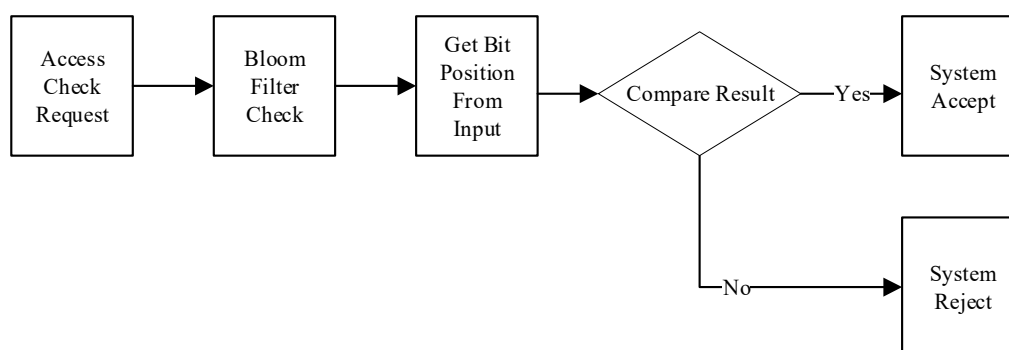 Access
Check
Request
Bloom
Filter
Check
Get Bit
Position
From
Input
Compare Result
Yes
System
Accept
No
System
Reject